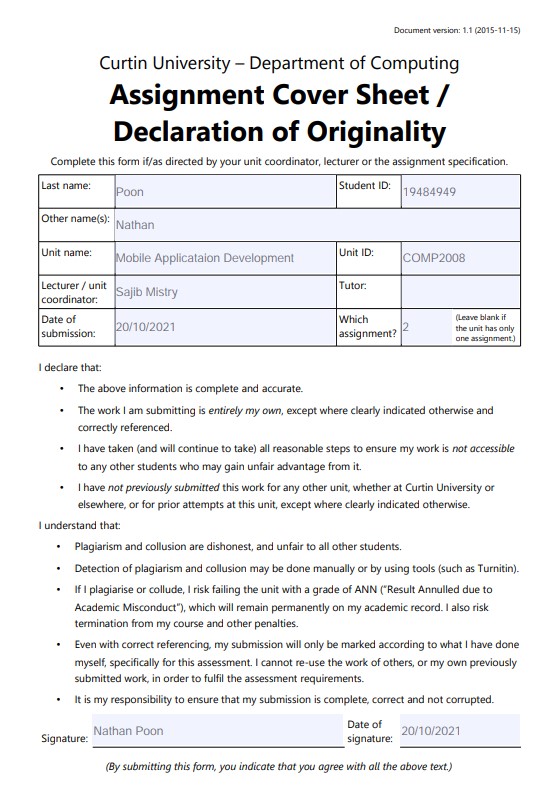 Document version: 1.1 (2015-11-15)
Curtin University – Department of Computing
Assignment Cover Sheet /
Declaration of Originality
Complete this form if/as directed by your unit coordinator, lecturer or the assignment specification.
Last name: Poon Student ID: 19484949
Other name(s): Nathan
Unit name: Mobile Applicataion Development Unit ID: COMP2008
Lecturer / unit
coordinator: Sajib Mistry Tutor:
Date of
submission: 20/10/2021 Which
assignment? 2 (Leave blank if
the unit has only
one assignment.)
I declare that:
• The above information is complete and accurate.
• The work I am submitting is entirely my own, except where clearly indicated otherwise and
correctly referenced.
• I have taken (and will continue to take) all reasonable steps to ensure my work is not accessible
to any other students who may gain unfair advantage from it.
• I have not previously submitted this work for any other unit, whether at Curtin University or
elsewhere, or for prior attempts at this unit, except where clearly indicated otherwise.
I understand that:
• Plagiarism and collusion are dishonest, and unfair to all other students.
• Detection of plagiarism and collusion may be done manually or by using tools (such as Turnitin).
• If I plagiarise or collude, I risk failing the unit with a grade of ANN (“Result Annulled due to
Academic Misconduct”), which will remain permanently on my academic record. I also risk
termination from my course and other penalties.
• Even with correct referencing, my submission will only be marked according to what I have done
myself, specifically for this assessment. I cannot re-use the work of others, or my own previously
submitted work, in order to fulfil the assessment requirements.
• It is my responsibility to ensure that my submission is complete, correct and not corrupted.
Signature: Nathan Poon Date of
signature: 20/10/2021
(By submitting this form, you indicate that you agree with all the above text.)